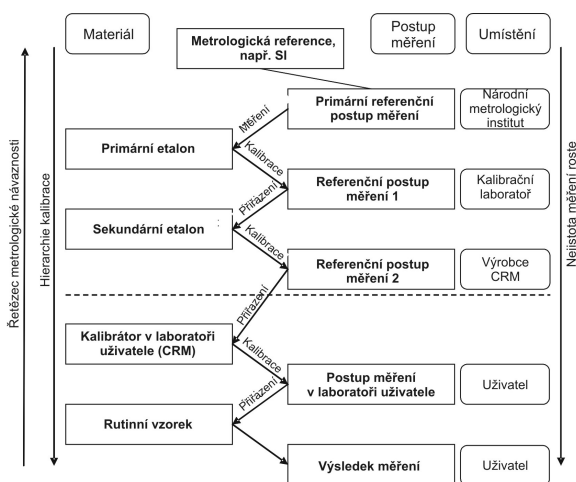 Materiál
Metrologická reference,
např. SI
Postup
měření
Umístění
Primární referenční
postup měření
Národní
metrologický
institut
Měření
Primární etalon
Kalibrace
Referenční postup
měření 1
Kalibrační
laboratoř
Přiřazení
Sekundární etalon
Kalibrace
Referenční postup
měření 2
Výrobce
CRM
Přiřazení
Kalibrátor v laboratoři
uživatele (CRM)
Kalibrace
Postup měření
v laboratoři uživatele
Uživatel
Přiřazení
Rutinní vzorek
Výsledek měření
Uživatel
Řetězec metrologické návaznosti
Hierarchie kalibrace
Nejistota měření roste